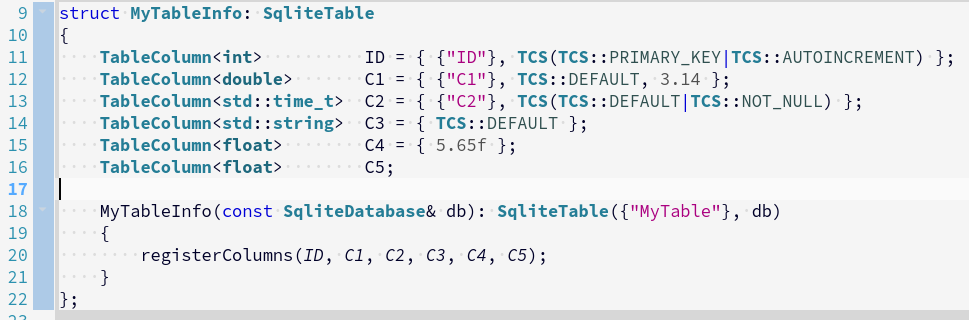 9 struct MyTableInfo: SqliteTable
10 {
11     TableColumn<int>          ID = { {"ID"}, TCS(TCS::PRIMARY_KEY|TCS::AUTOINCREMENT) };
12     TableColumn<double>       C1 = { {"C1"}, TCS::DEFAULT, 3.14 };
13     TableColumn<std::time_t>  C2 = { {"C2"}, TCS(TCS::DEFAULT|TCS::NOT_NULL) };
14     TableColumn<std::string>  C3 = { TCS::DEFAULT };
15     TableColumn<float>        C4 = { 5.65f };
16     TableColumn<float>        C5;
17
18     MyTableInfo(const SqliteDatabase& db): SqliteTable({"MyTable"}, db)
19     {
20         registerColumns(ID, C1, C2, C3, C4, C5);
21     }
22 };
23